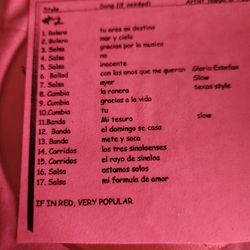 Style Song (if needed) Artist
#2
1. Bolero tu eres mi destino
2. Bolero mar y cielo
3. Salsa gracias por la musica
4. Salsa no
5. Salsa inocente
6. Ballad con los anos que me queran Gloria Estefan
7. Salsa ayer Slow
8. Cumbia la ranera texas style
9. Cumbia gracias a la vida
10. Cumbia tu
11. Banda Mi tesoro slow
12. Banda el domingo se casa
13. Banda mete y saca
14. Corridos los tres sinaloenses
15. Corridos el rayo de sinaloa
16. Salsa estamos solos
17. Salsa mi formula de amor
IF IN RED, VERY POPULAR